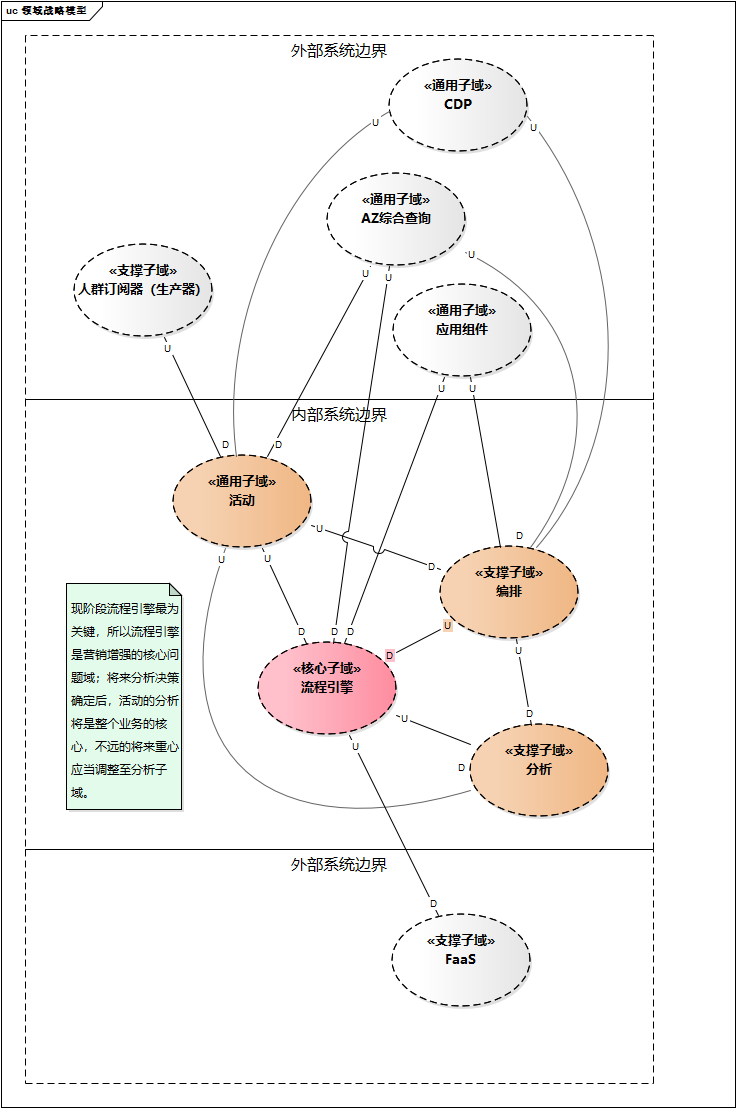 uc 领域战略模型
外部系统边界
«通用子域»
CDP
U
U
«通用子域»
AZ综合查询
U
U
U
«支撑子域»
人群订阅器（生产器）
U
«通用子域»
应用组件
U
U
内部系统边界
D
D
«通用子域»
活动
U
D
U
D
U
U
«支撑子域»
编排
现阶段流程引擎最为
关键，所以流程引擎
是营销增强的核心问
题域；将来分析决策
确定后，活动的分析
将是整个业务的核
心，不远的将来重心
应当调整至分析子
域。
D
D
D
U
D
U
«核心子域»
流程引擎
U
D
U
«支撑子域»
分析
D
外部系统边界
D
«支撑子域»
FaaS